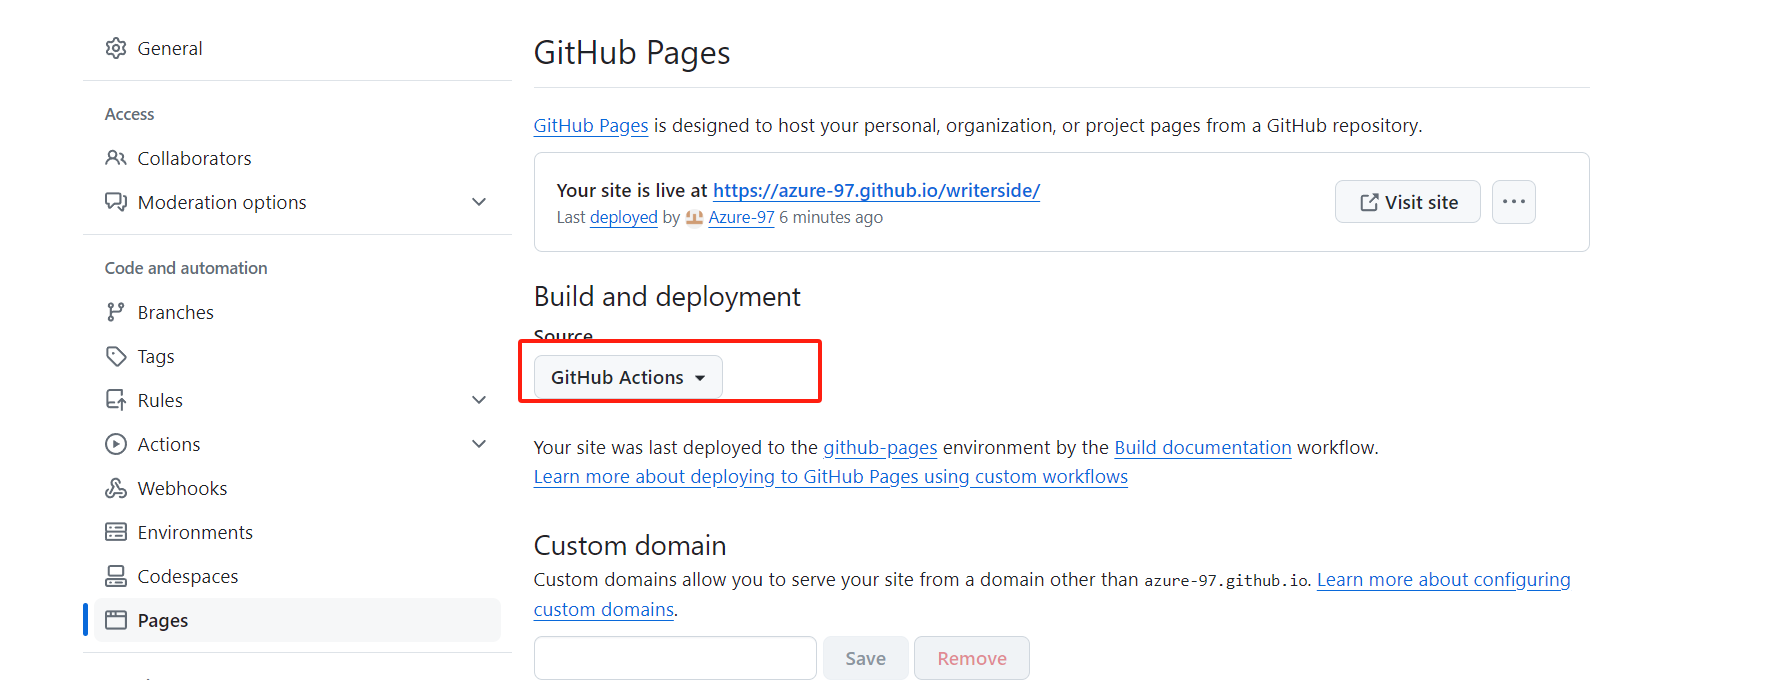 General
Access
Collaborators
Moderation options
Code and automation
Branches
Tags
Rules
Actions
Webhooks
Environments
Codespaces
Pages
GitHub Pages
GitHub Pages is designed to host your personal, organization, or project pages from a GitHub repository.
Your site is live at https://azure-97.github.io/writerside/
Last deployed by Azure-97 6 minutes ago
Visit site
Build and deployment
Source
GitHub Actions
Your site was last deployed to the github-pages environment by the Build documentation workflow.
Learn more about deploying to GitHub Pages using custom workflows
Custom domain
Custom domains allow you to serve your site from a domain other than azure-97.github.io. Learn more about configuring
custom domains.
Save
Remove